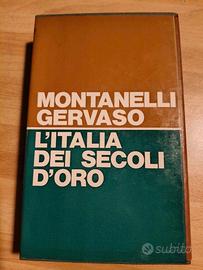 MONTANELLI
GERVASO
L'ITALIA
DEI SECOLI
D'ORO
subito